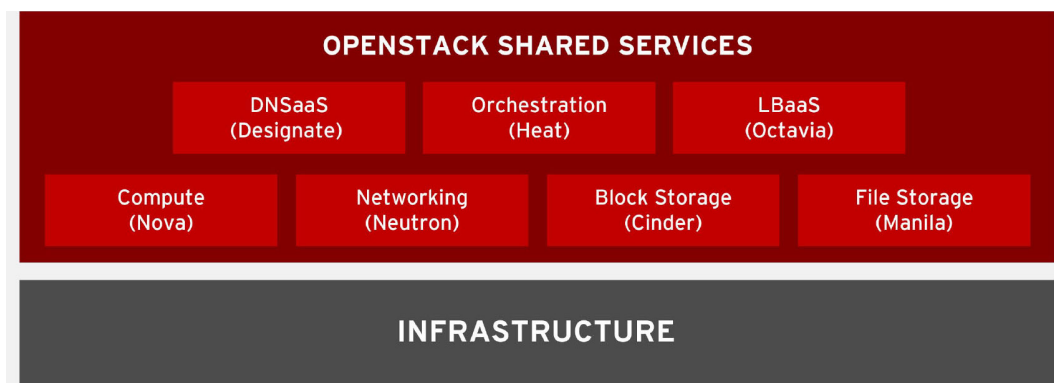 OPENSTACK SHARED SERVICES
DNSaaS
(Designate)
Orchestration
(Heat)
LBaaS
(Octavia)
Compute
(Nova)
Networking
(Neutron)
Block Storage
(Cinder)
File Storage
(Manila)
INFRASTRUCTURE